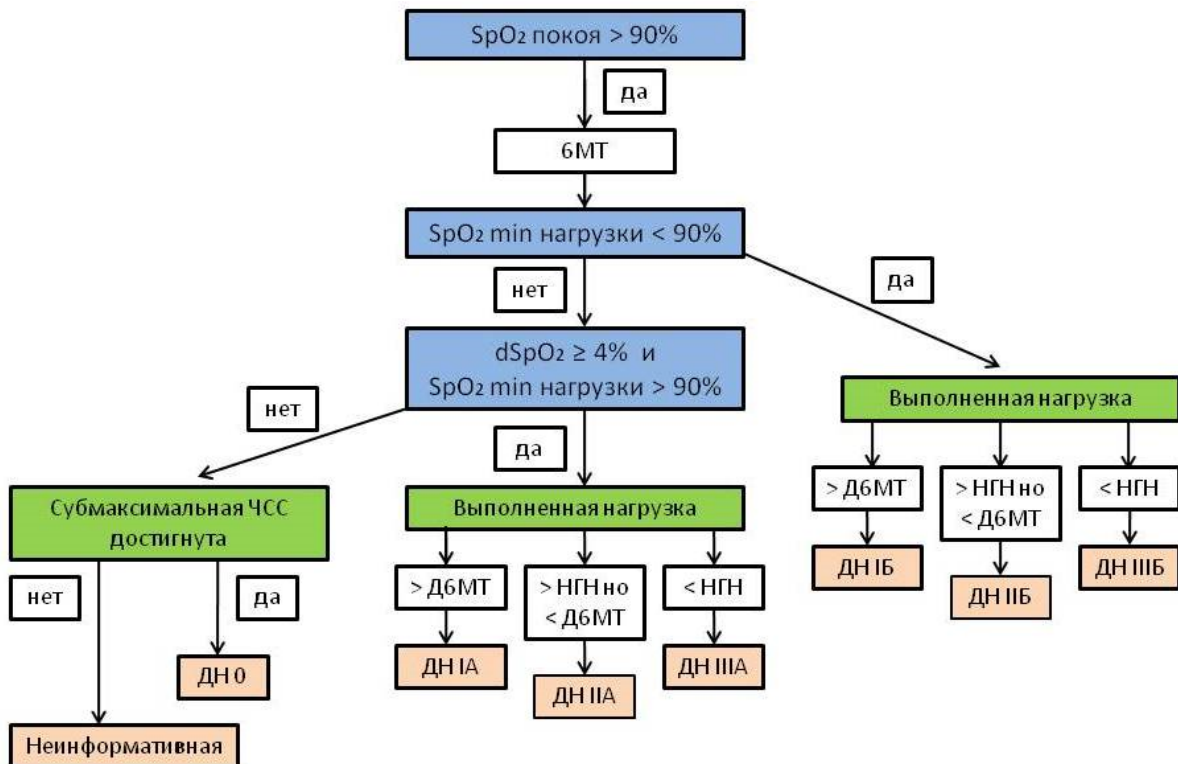 SpO₂ покоя > 90%
да
6МТ
SpO₂ min нагрузки < 90%
нет
да
dSpO₂ ≥ 4% и
SpO₂ min нагрузки > 90%
нет
да
Выполненная нагрузка
> Д6МТ
> НГН но
< Д6МТ
< НГН
ДН IБ
ДН IIБ
ДН IIIБ
Субмаксимальная ЧСС
достигнута
нет
да
ДН 0
Неинформативная
Выполненная нагрузка
> Д6МТ
> НГН но
< Д6МТ
< НГН
ДН IА
ДН IIА
ДН IIIА